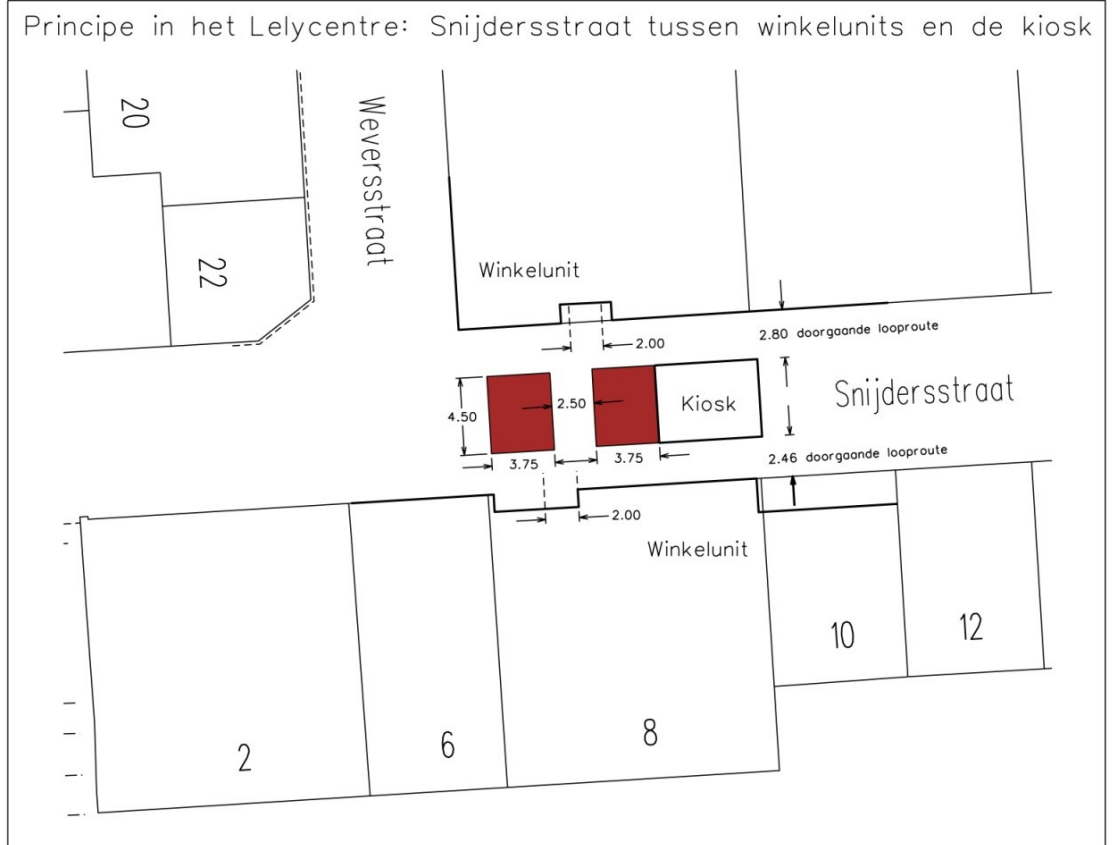 Principe in het Lelycentre: Snijdersstraat tussen winkelunits en de kiosk
20
Weversstraat
22
Winkelunit
2.80 doorgaande looproute
2.00
Snijdersstraat
4.50
2.50
Kiosk
3.75
3.75
2.46 doorgaande looproute
2.00
Winkelunit
10
12
2
6
8